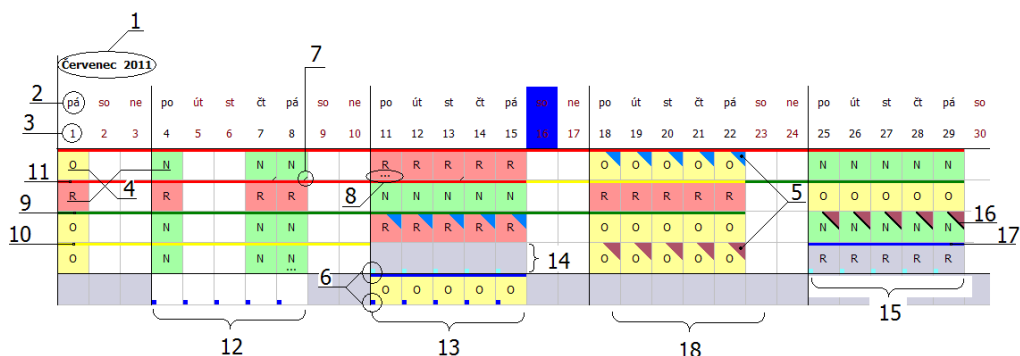 1
Červenec 2011
7
2 pá so ne po út st čt pá so ne po út st čt pá so ne po út st čt pá so ne po út st čt pá so
3 1 2 3 4 5 6 7 8 9 10 11 12 13 14 15 16 17 18 19 20 21 22 23 24 25 26 27 28 29 30
O N N N R R R R R O O O O O N N N N N
...
11 4 8 5
R R R R N N N N N R R R R R O O O O O
9 16
O N N N R R R R R O O O O O N N N N N
10 17
O N N N 14 O O O O O R R R R R
...
6
O O O O O
15
12 13 18